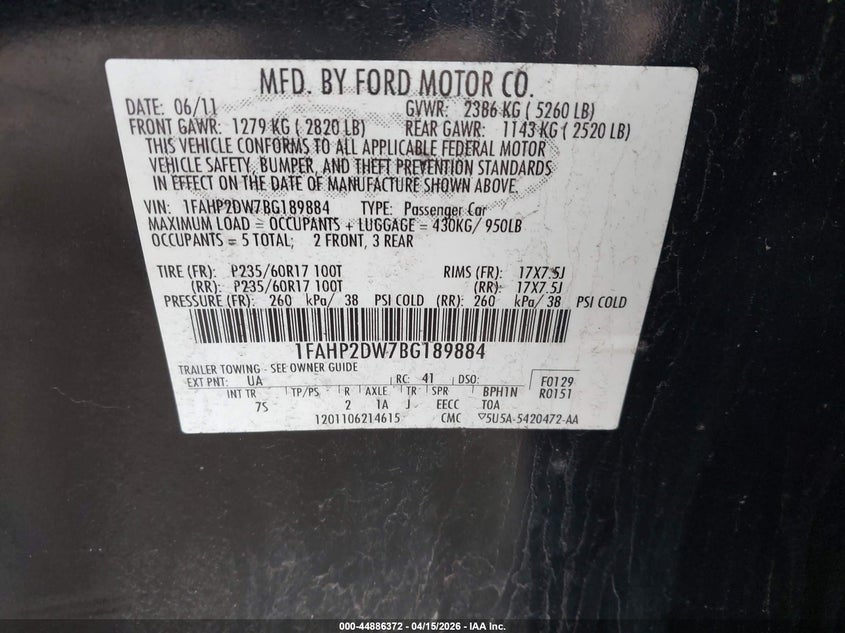 MFD. BY FORD MOTOR CO.
DATE: 06/11 GVWR: 2386 KG ( 5260 LB)
FRONT GAWR: 1279 KG ( 2820 LB) REAR GAWR: 1143 KG ( 2520 LB)
THIS VEHICLE CONFORMS TO ALL APPLICABLE FEDERAL MOTOR
VEHICLE SAFETY, BUMPER, AND THEFT PREVENTION STANDARDS
IN EFFECT ON THE DATE OF MANUFACTURE SHOWN ABOVE.
VIN: 1FAHP2DW7BG189884 TYPE: Passenger Car
MAXIMUM LOAD = OCCUPANTS + LUGGAGE = 430KG/ 950LB
OCCUPANTS = 5 TOTAL; 2 FRONT, 3 REAR
TIRE (FR): P235/60R17 100T RIMS (FR): 17X7.5J
(RR): P235/60R17 100T (RR): 17X7.5J
PRESSURE (FR): 260 kPa/ 38 PSI COLD (RR): 260 kPa/ 38 PSI COLD
1FAHP2DW7BG189884
TRAILER TOWING - SEE OWNER GUIDE
EXT PNT: UA RC: 41 DSO: F0129
INT TR TP/PS R AXLE TR SPR BPH1N R0151
7S 2 1A J EECC TOA
1201106214615 CMC ▽5U5A-5420472-AA
000-44886372 - 04/15/2026 - IAA Inc.